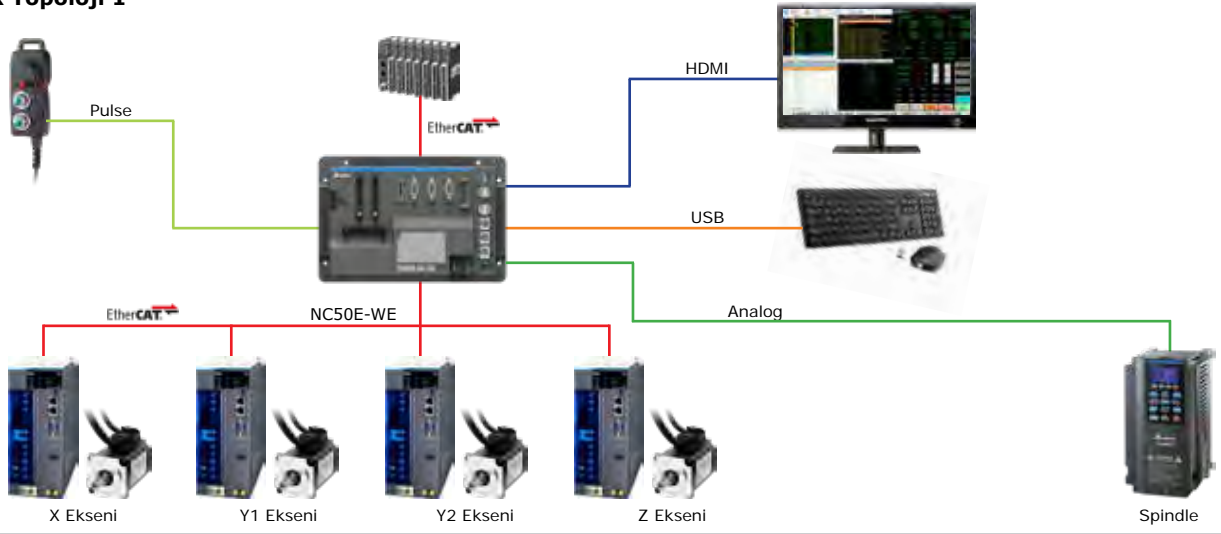 Topoloji 1
HDMI
Pulse
EtherCAT.
USB
EtherCAT.
NC50E-WE
Analog
X Ekseni
Y1 Ekseni
Y2 Ekseni
Z Ekseni
Spindle